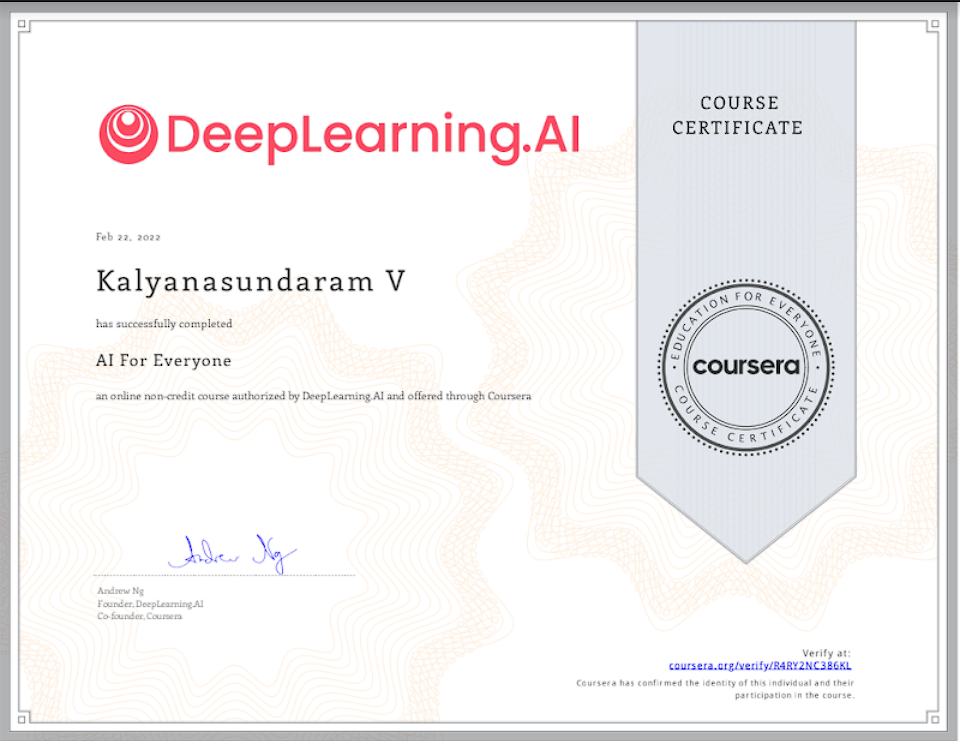 DeepLearning.AI
COURSE
CERTIFICATE
Feb 22, 2022
Kalyanasundaram V
has successfully completed
AI For Everyone
an online non-credit course authorized by DeepLearning.AI and offered through Coursera
EDUCATION FOR EVERYONE
coursera
COURSE CERTIFICATE
Andrew Ng
Andrew Ng
Founder, DeepLearning.AI
Co-founder, Coursera
Verify at:
coursera.org/verify/R4RY2NC386KL
Coursera has confirmed the identity of this individual and their
participation in the course.